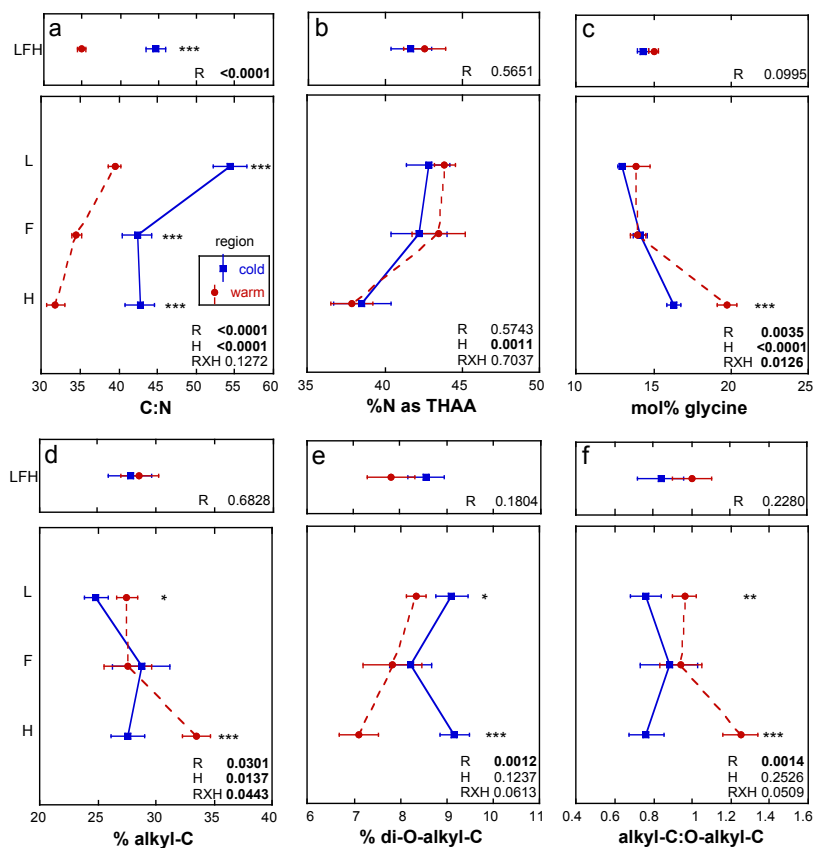 a
LFH
***
R <0.0001
b
R 0.5651
c
R 0.0995
L
***
F
***
H
***
region
cold
warm
R <0.0001
H <0.0001
RXH 0.1272
30 35 40 45 50 55 60
C:N
R 0.5743
H 0.0011
RXH 0.7037
35 40 45 50
%N as THAA
***
R 0.0035
H <0.0001
RXH 0.0126
10 15 20 25
mol% glycine
d
LFH
R 0.6828
e
R 0.1804
f
R 0.2280
L
*
F
H
***
R 0.0301
H 0.0137
RXH 0.0443
20 25 30 35 40
% alkyl-C
*
***
R 0.0012
H 0.1237
RXH 0.0613
6 7 8 9 10 11
% di-O-alkyl-C
**
***
R 0.0014
H 0.2526
RXH 0.0509
0.4 0.6 0.8 1 1.2 1.4 1.6
alkyl-C:O-alkyl-C